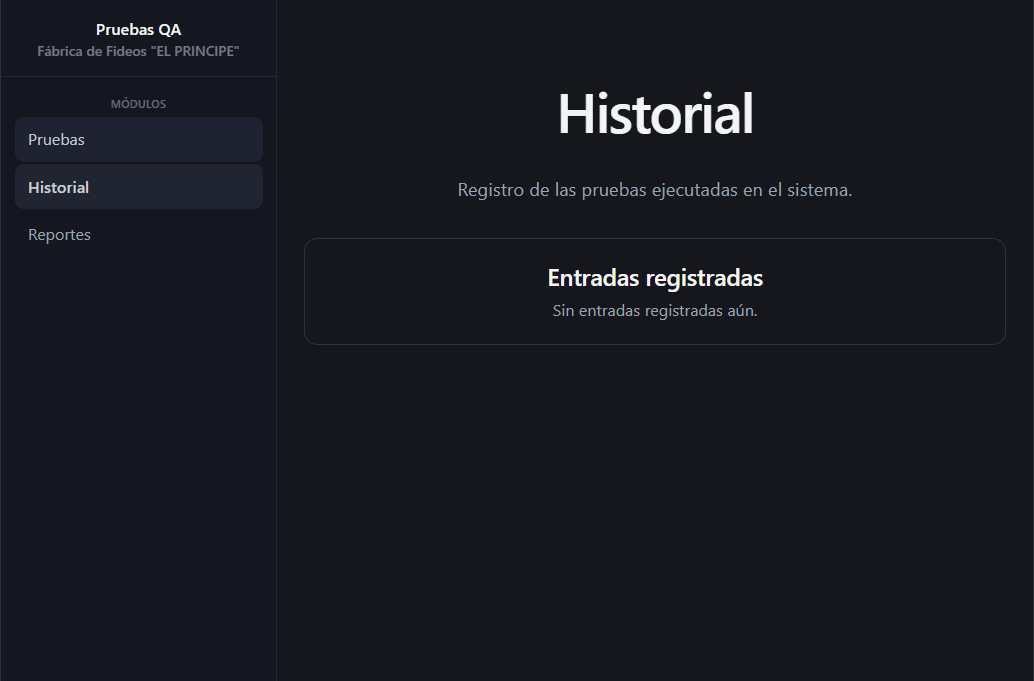 Pruebas QA
Fábrica de Fideos "EL PRINCIPE"
MÓDULOS
Pruebas
Historial
Reportes
Historial
Registro de las pruebas ejecutadas en el sistema.
Entradas registradas
Sin entradas registradas aún.